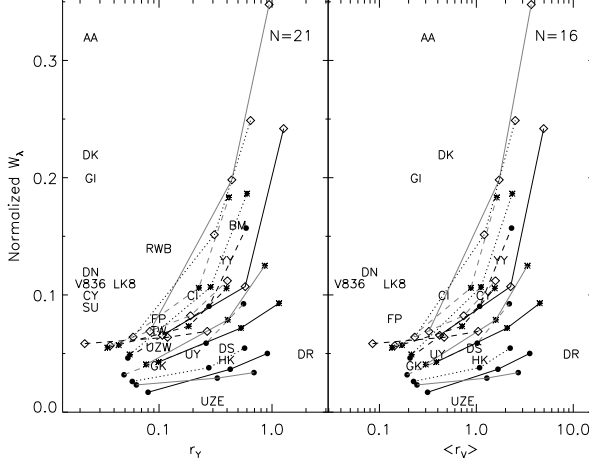 AA
N=21
DK
GI
RWB
BM
YY
DN
V836 LK8
CY
SU
CI
FP
TW
UZW
UY
DS
HK
GK
DR
UZE
0.3
0.2
0.1
0.0
Normalized Wλ
0.1
1.0
r_Y
AA
N=16
DK
GI
DN
V836 LK8
YY
CI
CY
FP
UY
DS
HK
GK
DR
UZE
0.1
1.0
10.0
<r_V>